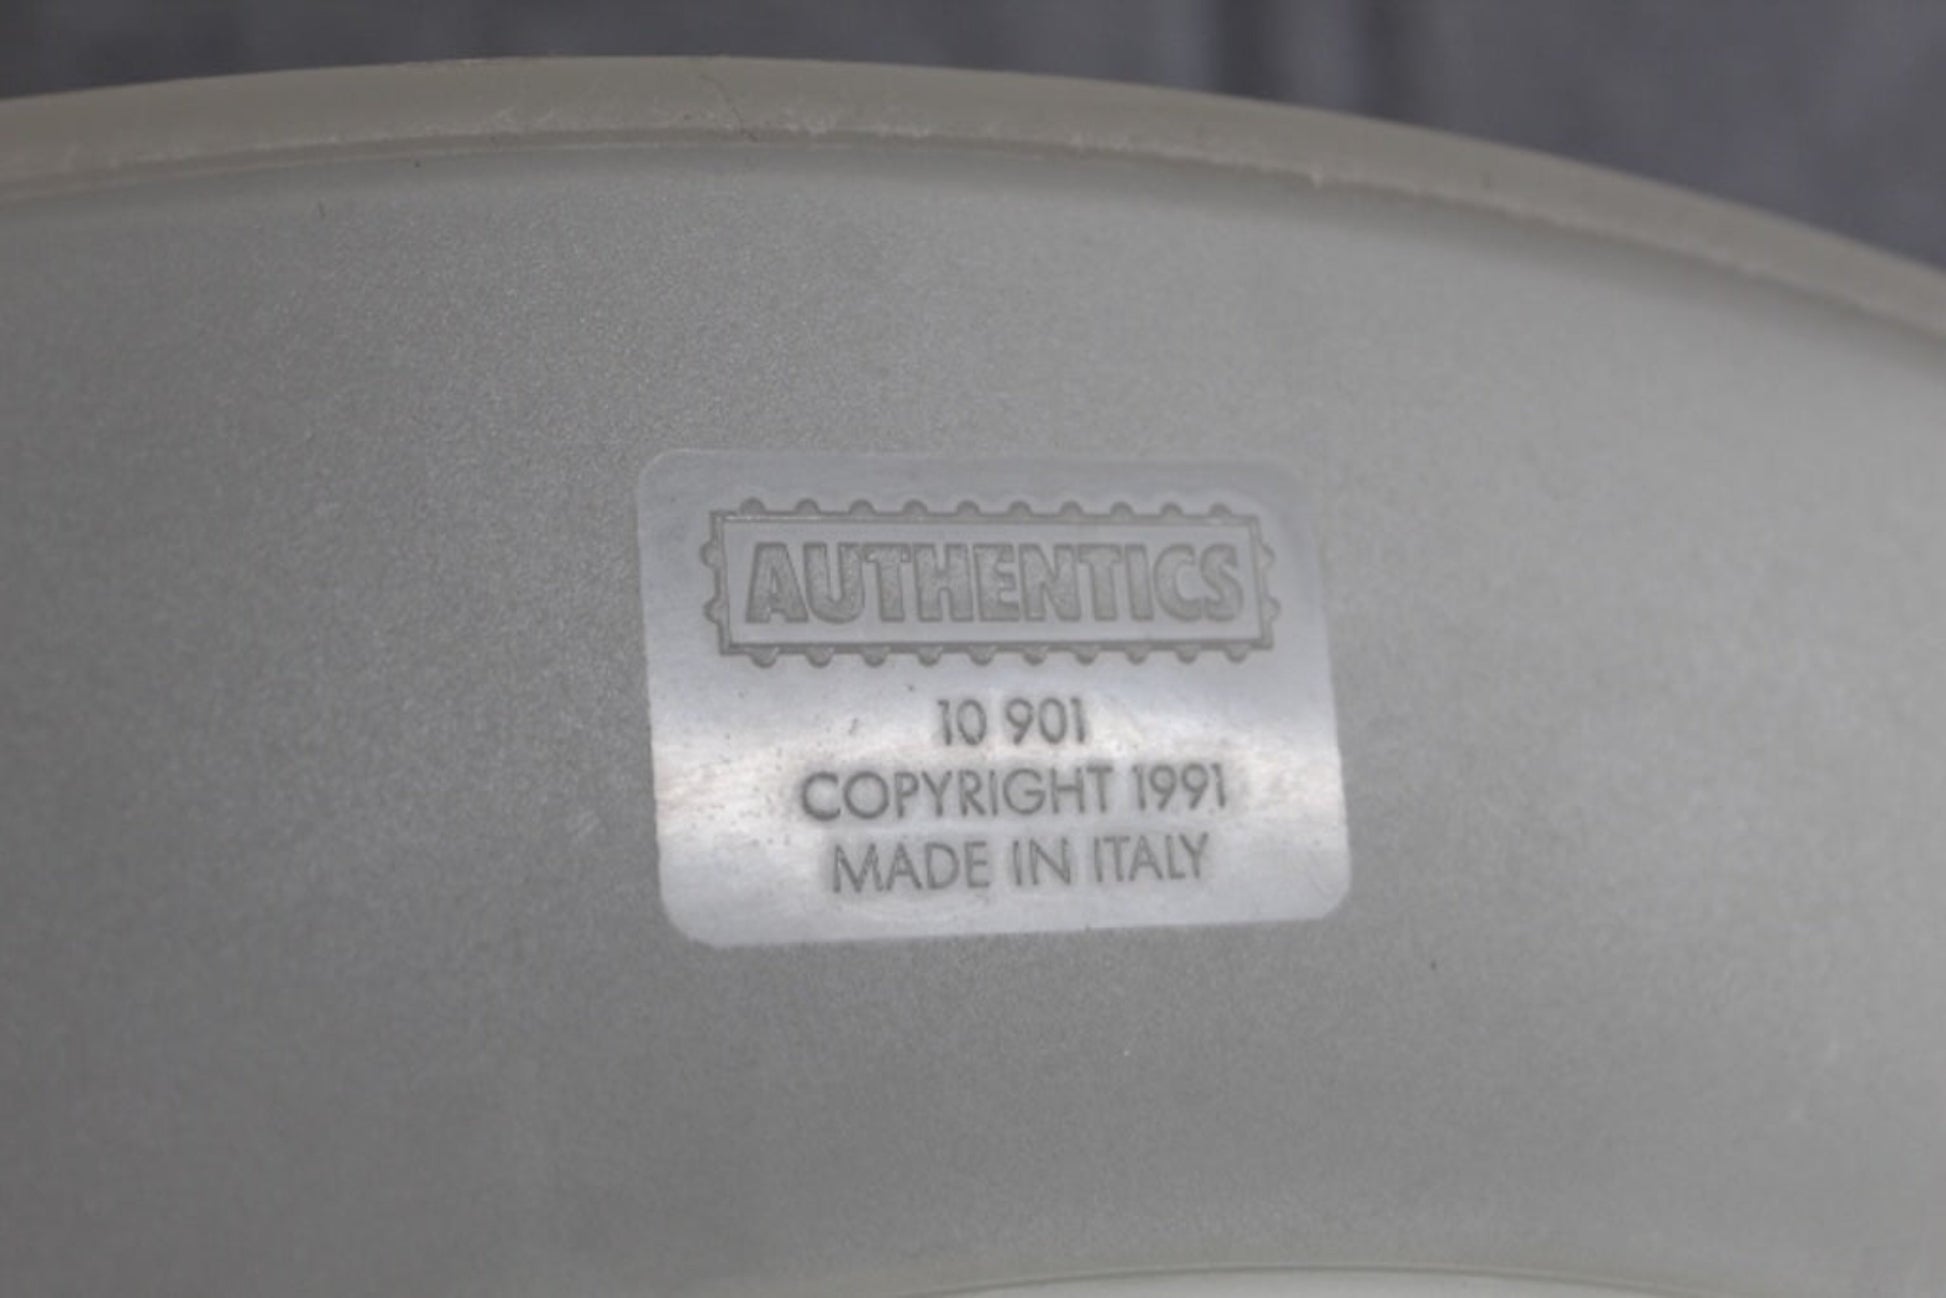 AUTHENTICS
10 901
COPYRIGHT 1991
MADE IN ITALY